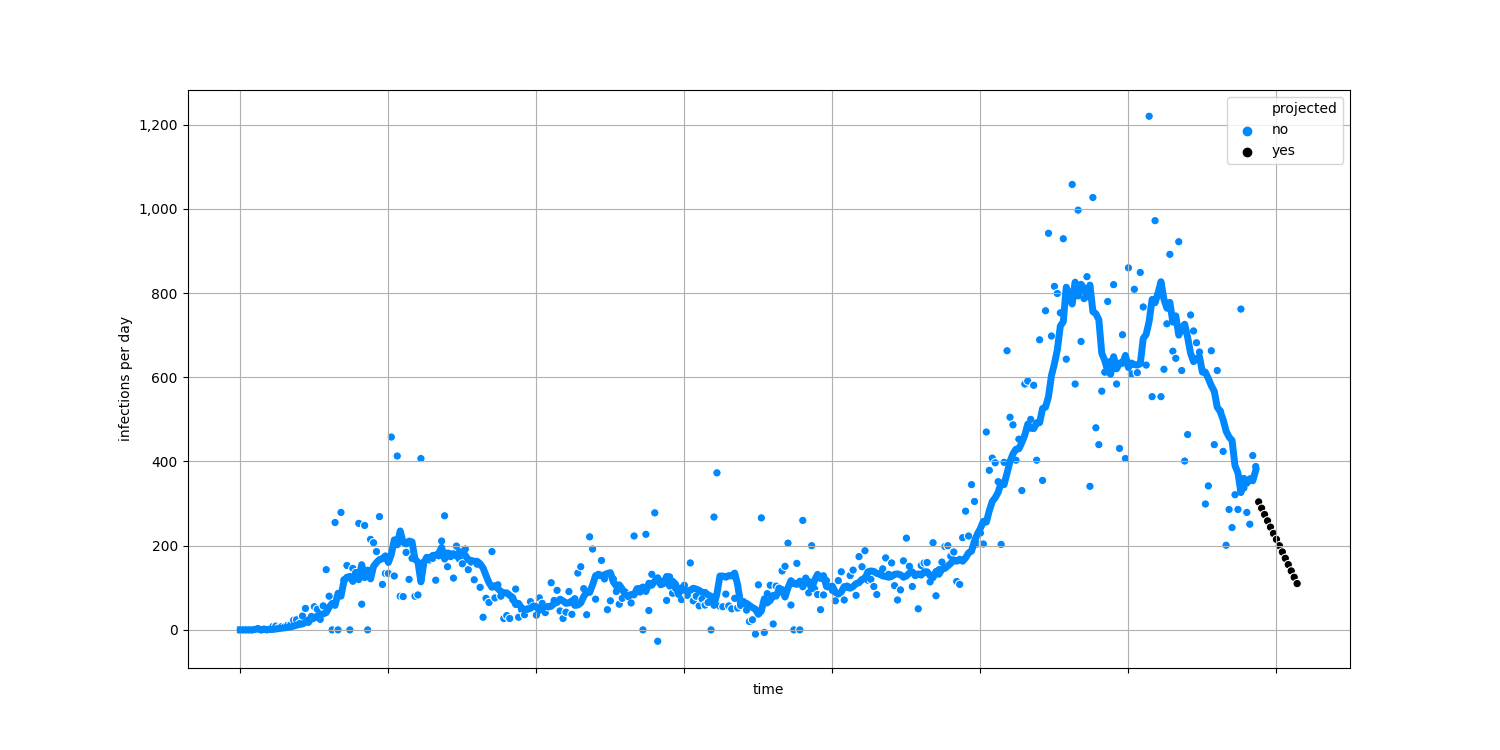 projected
no
yes
1,200
1,000
800
600
400
200
0
infections per day
time